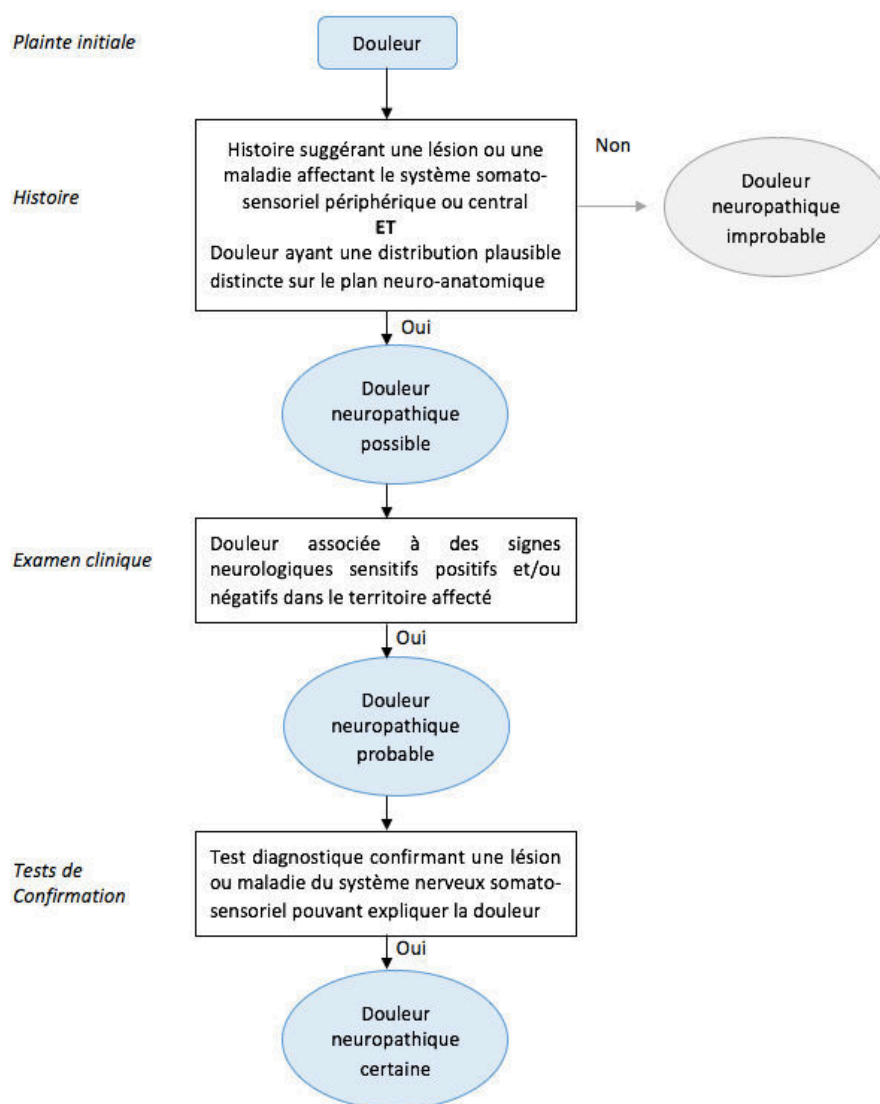 Plainte initiale
Douleur
Histoire
Histoire suggérant une lésion ou une
maladie affectant le système somato-
sensoriel périphérique ou central
ET
Douleur ayant une distribution plausible
distincte sur le plan neuro-anatomique
Non
Douleur
neuropathique
improbable
Oui
Douleur
neuropathique
possible
Examen clinique
Douleur associée à des signes
neurologiques sensitifs positifs et/ou
négatifs dans le territoire affecté
Oui
Douleur
neuropathique
probable
Tests de
Confirmation
Test diagnostique confirmant une lésion
ou maladie du système nerveux somato-
sensoriel pouvant expliquer la douleur
Oui
Douleur
neuropathique
certaine